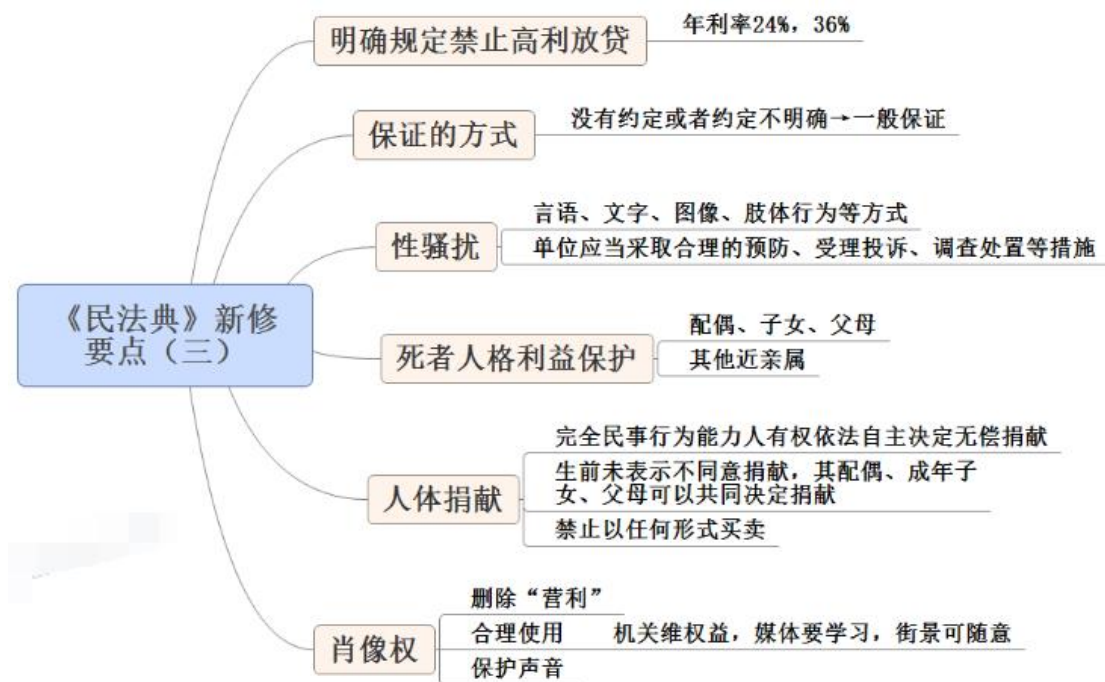 明确规定禁止高利放贷
年利率24%，36%
保证的方式
没有约定或者约定不明确→一般保证
性骚扰
言语、文字、图像、肢体行为等方式
单位应当采取合理的预防、受理投诉、调查处置等措施
《民法典》新修
要点（三）
死者人格利益保护
配偶、子女、父母
其他近亲属
人体捐献
完全民事行为能力人有权依法自主决定无偿捐献
生前未表示不同意捐献，其配偶、成年子
女、父母可以共同决定捐献
禁止以任何形式买卖
肖像权
删除“营利”
合理使用 机关维权益，媒体要学习，街景可随意
保护声音